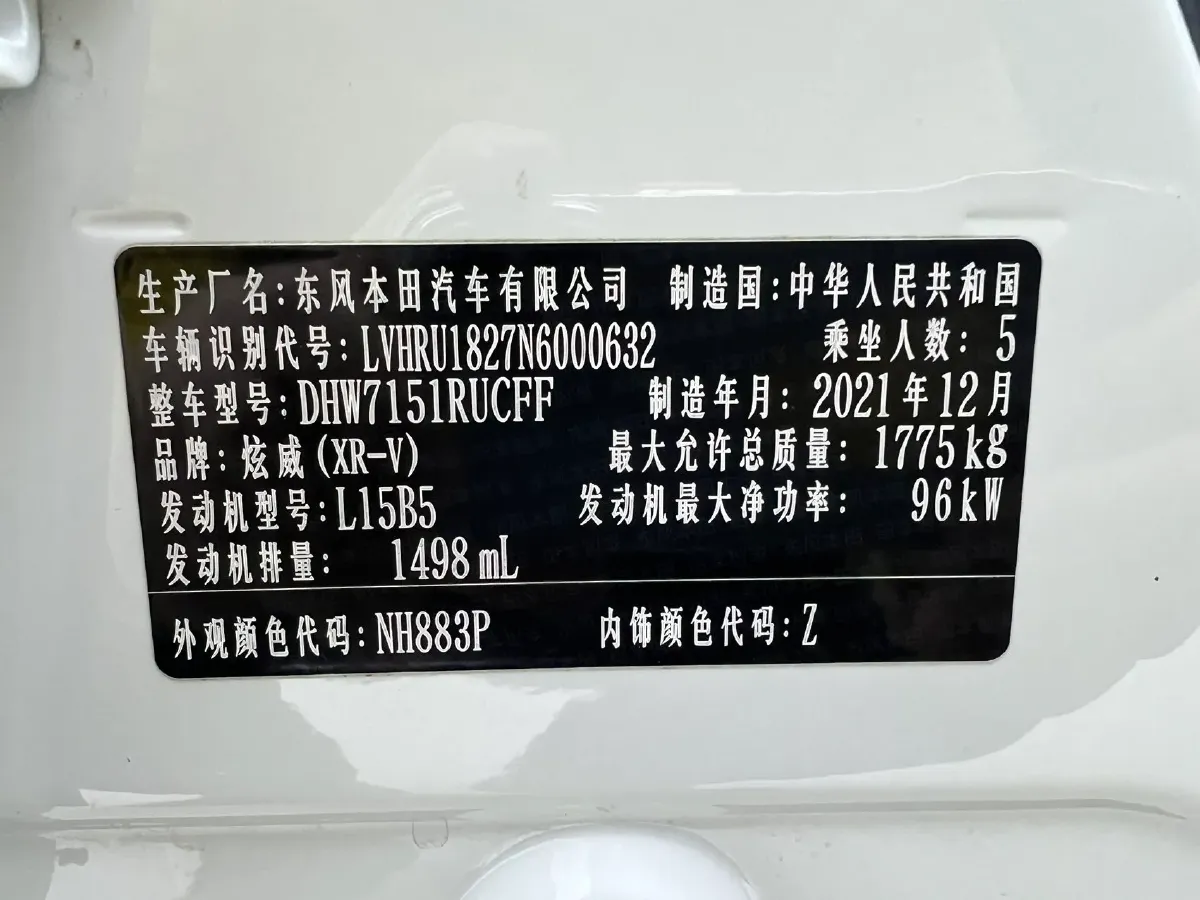 生产厂名:东风本田汽车有限公司 制造国:中华人民共和国
车辆识别代号:LVHRU1827N6000632 乘坐人数:5
整车型号:DHW7151RUCFF 制造年月:2021年12月
品牌:炫威(XR-V) 最大允许总质量:1775kg
发动机型号:L15B5 发动机最大净功率:96kW
发动机排量:1498mL
外观颜色代码:NH883P 内饰颜色代码:Z